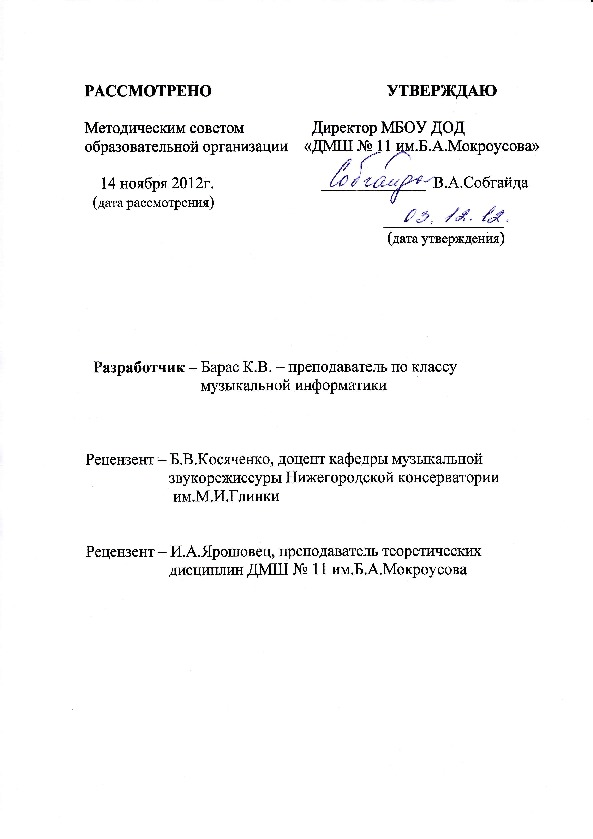 РАССМОТРЕНО УТВЕРЖДАЮ
Методическим советом Директор МБОУ ДОД
образовательной организации «ДМШ № 11 им.Б.А.Мокроусова»
14 ноября 2012г. Собгайда В.А.Собгайда
(дата рассмотрения) 03.12.12.
(дата утверждения)
Разработчик – Барас К.В. – преподаватель по классу
музыкальной информатики
Рецензент – Б.В.Косяченко, доцент кафедры музыкальной
звукорежиссуры Нижегородской консерватории
им.М.И.Глинки
Рецензент – И.А.Ярошовец, преподаватель теоретических
дисциплин ДМШ № 11 им.Б.А.Мокроусова